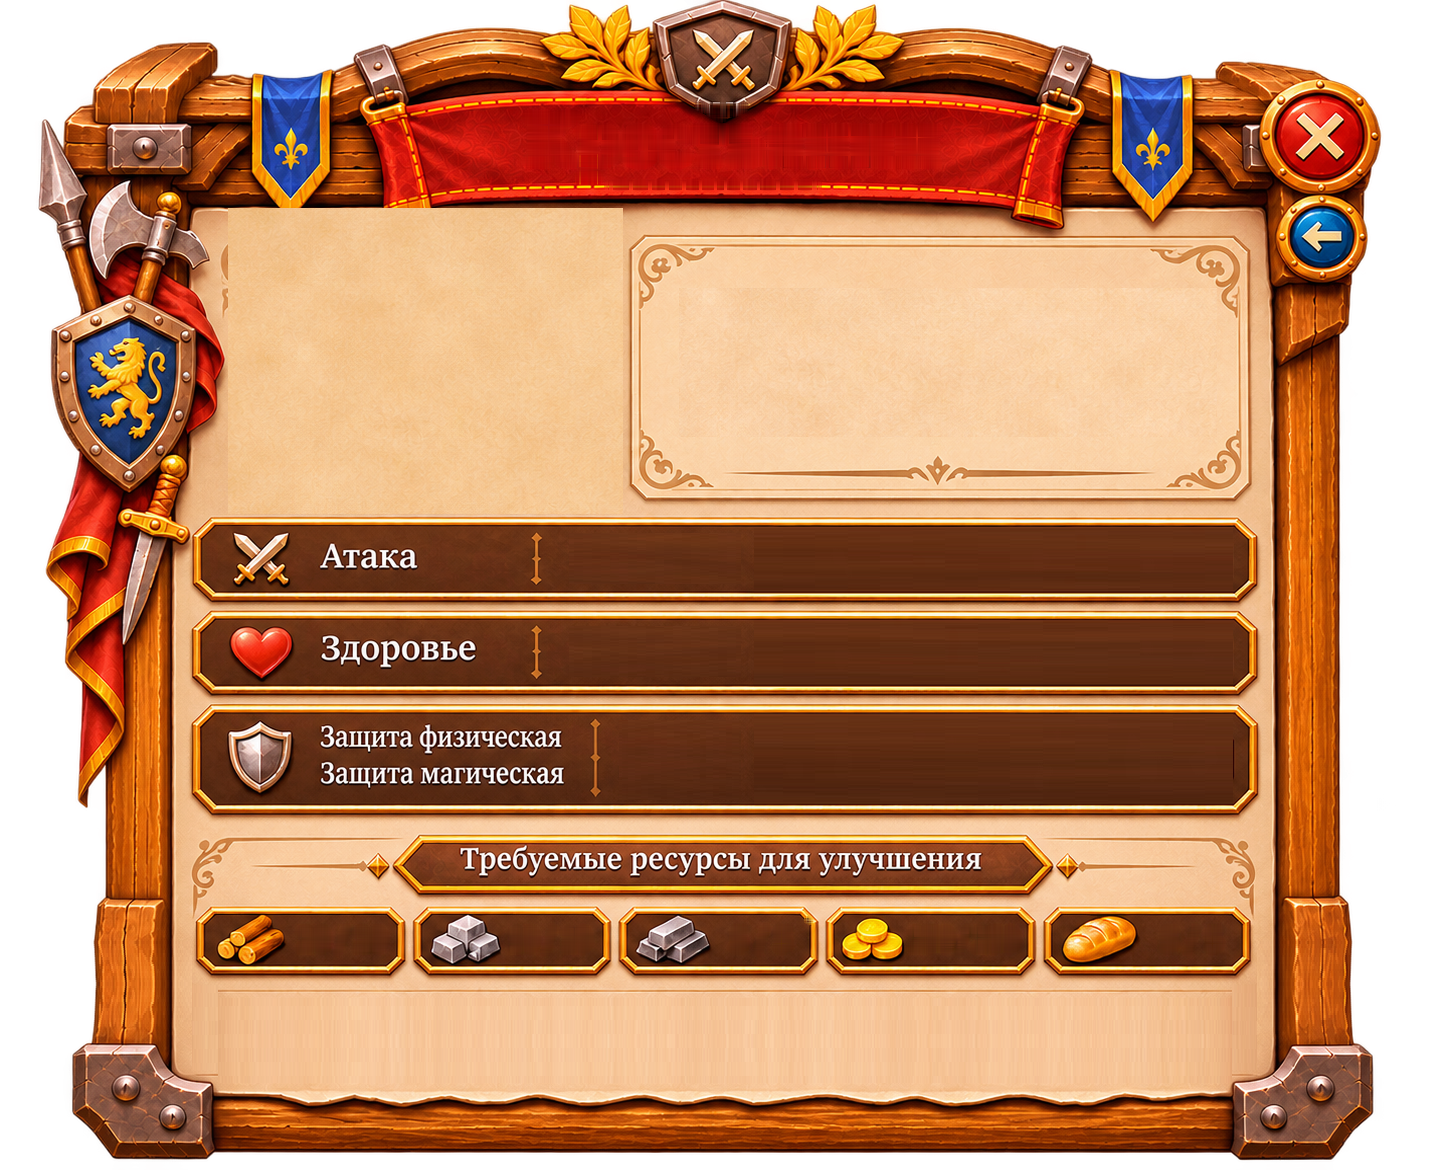 Атака
Здоровье
Защита физическая
Защита магическая
Требуемые ресурсы для улучшения